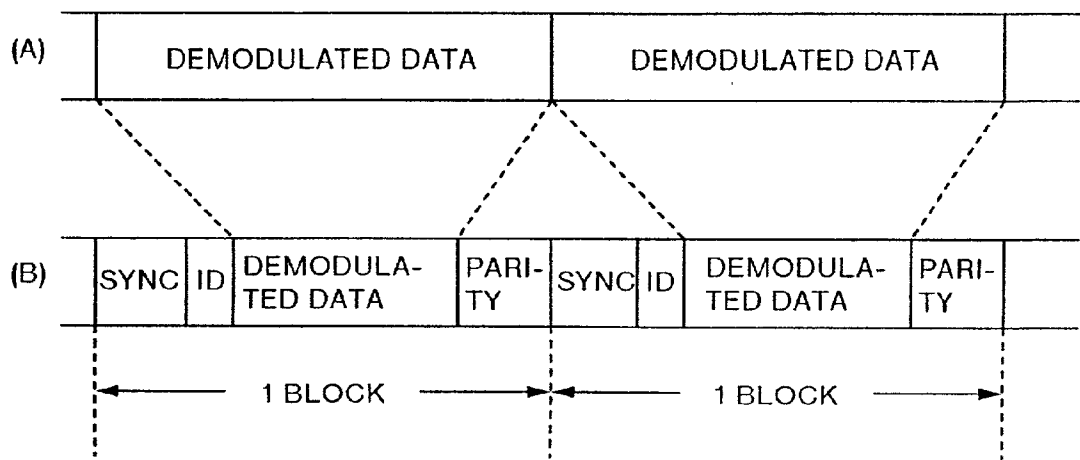 (A) DEMODULATED DATA DEMODULATED DATA
(B) SYNC ID DEMODULA-
TED DATA PARI-
TY SYNC ID DEMODULA-
TED DATA PARI-
TY
1 BLOCK 1 BLOCK